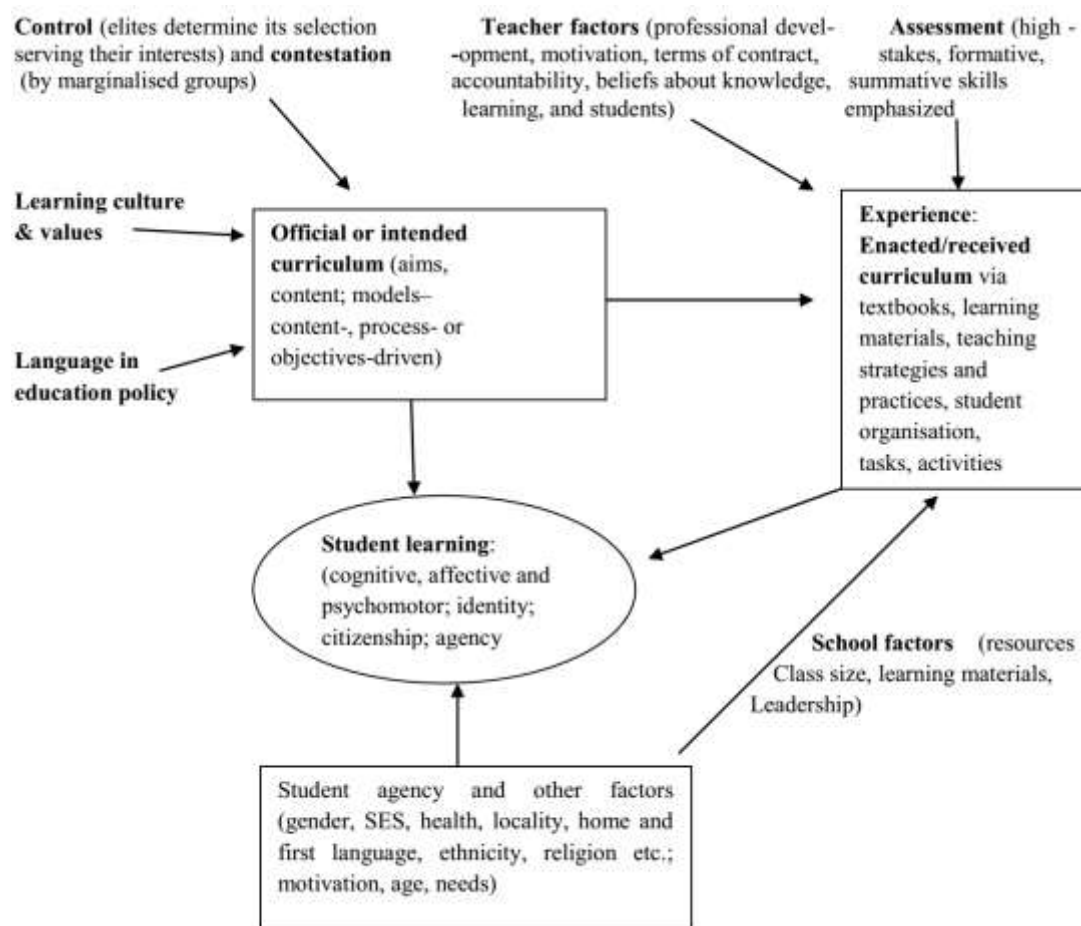 Control (elites determine its selection
serving their interests) and contestation
(by marginalised groups)
Teacher factors (professional devel-
-opment, motivation, terms of contract,
accountability, beliefs about knowledge,
learning, and students)
Assessment (high -
stakes, formative,
summative skills
emphasized
Learning culture
& values
Official or intended
curriculum (aims,
content; models–
content-, process- or
objectives-driven)
Experience:
Enacted/received
curriculum via
textbooks, learning
materials, teaching
strategies and
practices, student
organisation,
tasks, activities
Language in
education policy
Student learning:
(cognitive, affective and
psychomotor; identity;
citizenship; agency
School factors (resources
Class size, learning materials,
Leadership)
Student agency and other factors
(gender, SES, health, locality, home and
first language, ethnicity, religion etc.;
motivation, age, needs)